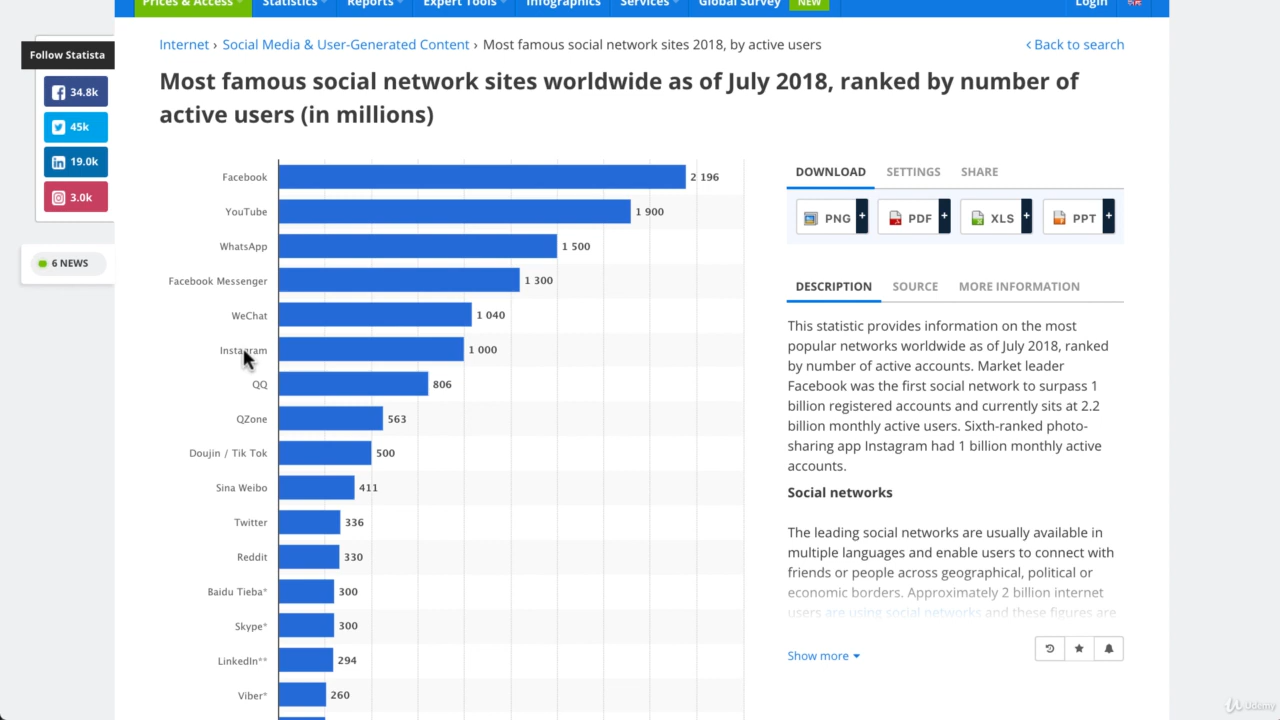 Prices & Access
Statistics
Reports
Expert Tools
Infographics
Services
Global Survey
NEW
Login
Follow Statista
34.8k
45k
19.0k
3.0k
6 NEWS
Internet › Social Media & User-Generated Content › Most famous social network sites 2018, by active users
‹ Back to search
Most famous social network sites worldwide as of July 2018, ranked by number of
active users (in millions)
Facebook 2 196
YouTube 1 900
WhatsApp 1 500
Facebook Messenger 1 300
WeChat 1 040
Instagram 1 000
QQ 806
QZone 563
Doujin / Tik Tok 500
Sina Weibo 411
Twitter 336
Reddit 330
Baidu Tieba* 300
Skype* 300
LinkedIn** 294
Viber* 260
DOWNLOAD SETTINGS SHARE
PNG + PDF + XLS + PPT +
DESCRIPTION SOURCE MORE INFORMATION
This statistic provides information on the most
popular networks worldwide as of July 2018, ranked
by number of active accounts. Market leader
Facebook was the first social network to surpass 1
billion registered accounts and currently sits at 2.2
billion monthly active users. Sixth-ranked photo-
sharing app Instagram had 1 billion monthly active
accounts.
Social networks
The leading social networks are usually available in
multiple languages and enable users to connect with
friends or people across geographical, political or
economic borders. Approximately 2 billion internet
users are using social networks and these figures are
Show more
Udemy